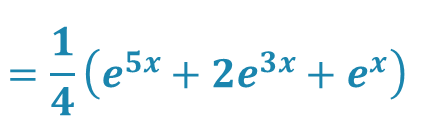 = 1/4 (e^{5x} + 2e^{3x} + e^{x})